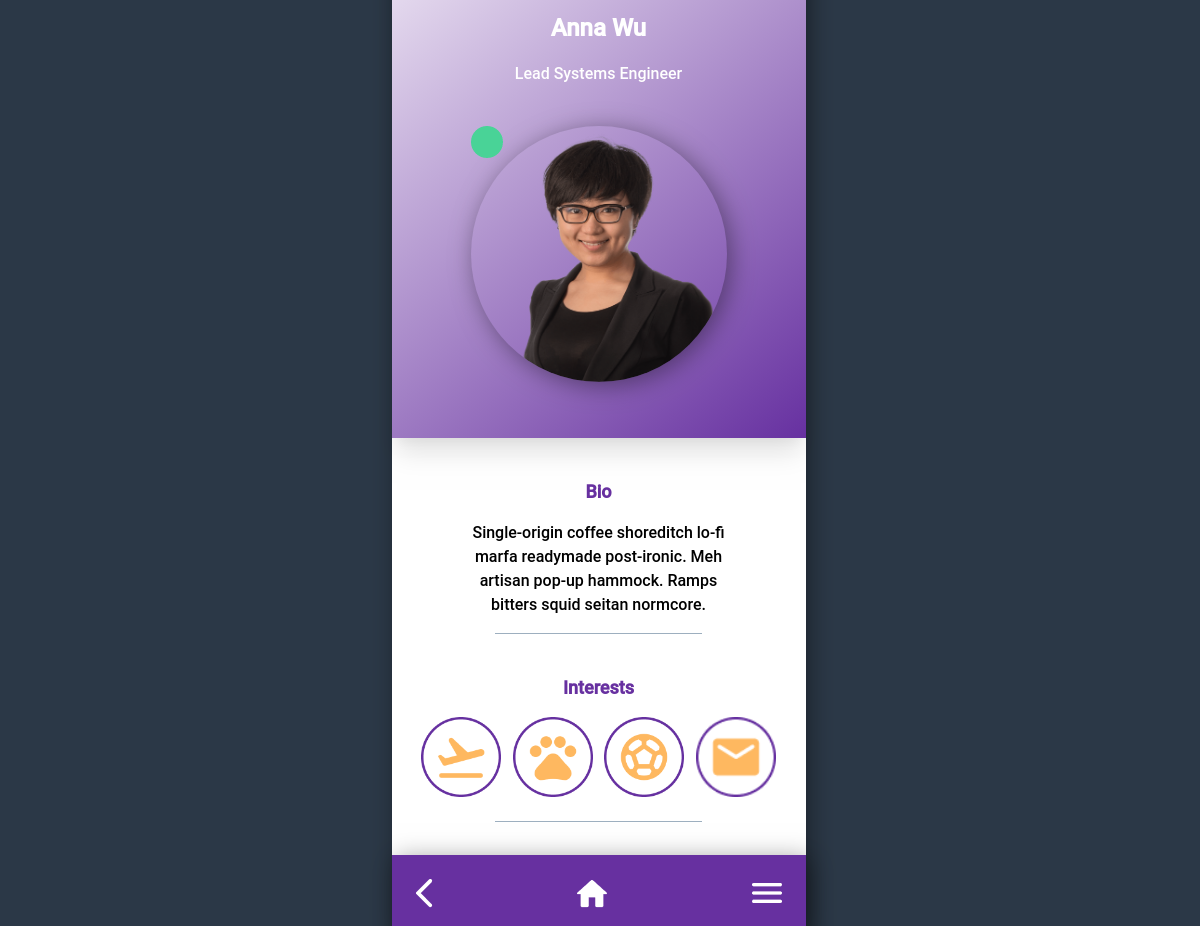 Anna Wu
Lead Systems Engineer
Bio
Single-origin coffee shoreditch lo-fi
marfa readymade post-ironic. Meh
artisan pop-up hammock. Ramps
bitters squid seitan normcore.
Interests